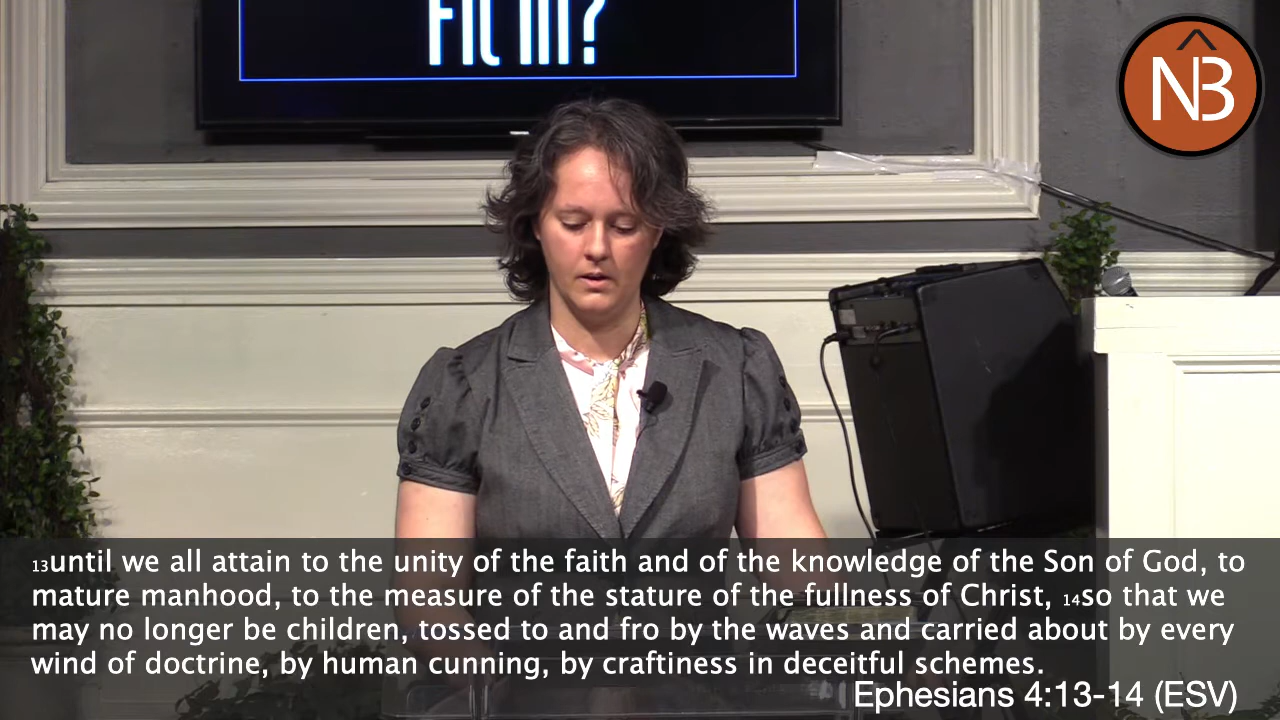 Fit in?
NB
13until we all attain to the unity of the faith and of the knowledge of the Son of God, to
mature manhood, to the measure of the stature of the fullness of Christ, 14so that we
may no longer be children, tossed to and fro by the waves and carried about by every
wind of doctrine, by human cunning, by craftiness in deceitful schemes.
Ephesians 4:13-14 (ESV)